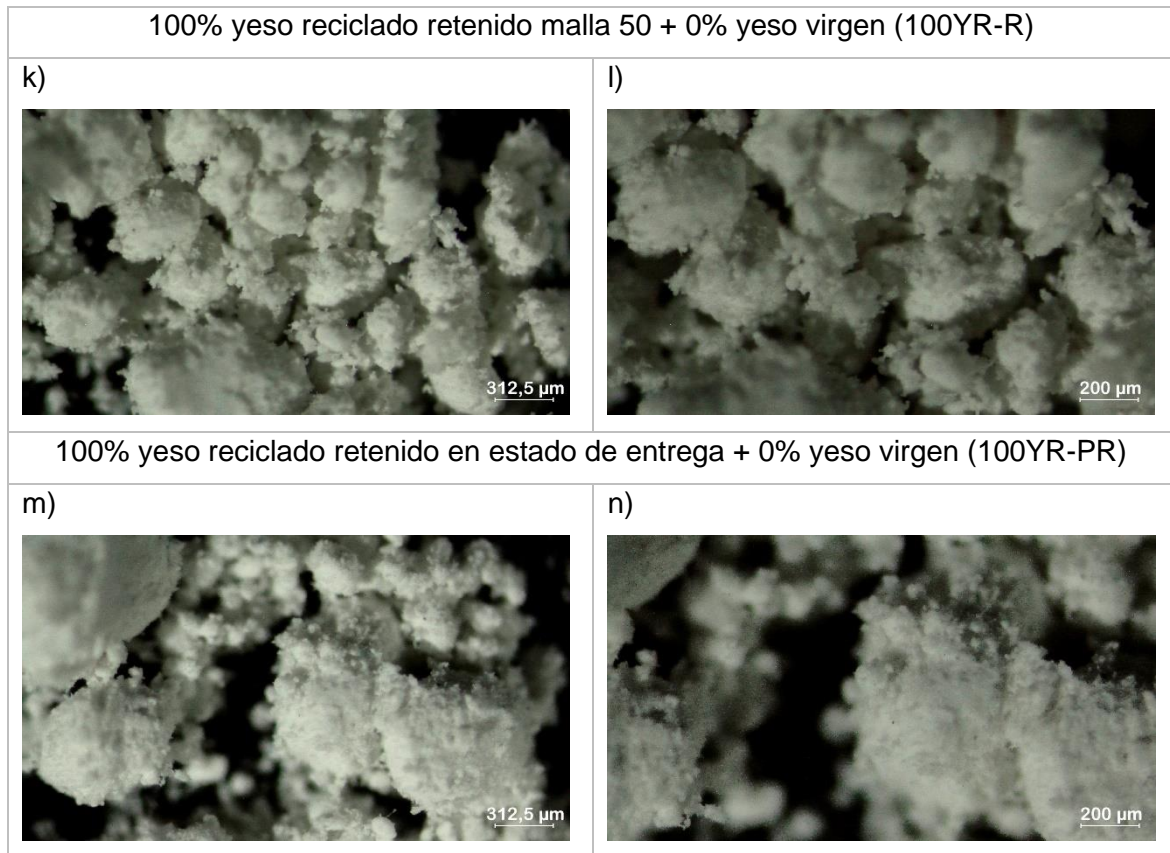 100% yeso reciclado retenido malla 50 + 0% yeso virgen (100YR-R)
k)
l)
312,5 µm
200 µm
100% yeso reciclado retenido en estado de entrega + 0% yeso virgen (100YR-PR)
m)
n)
312,5 µm
200 µm